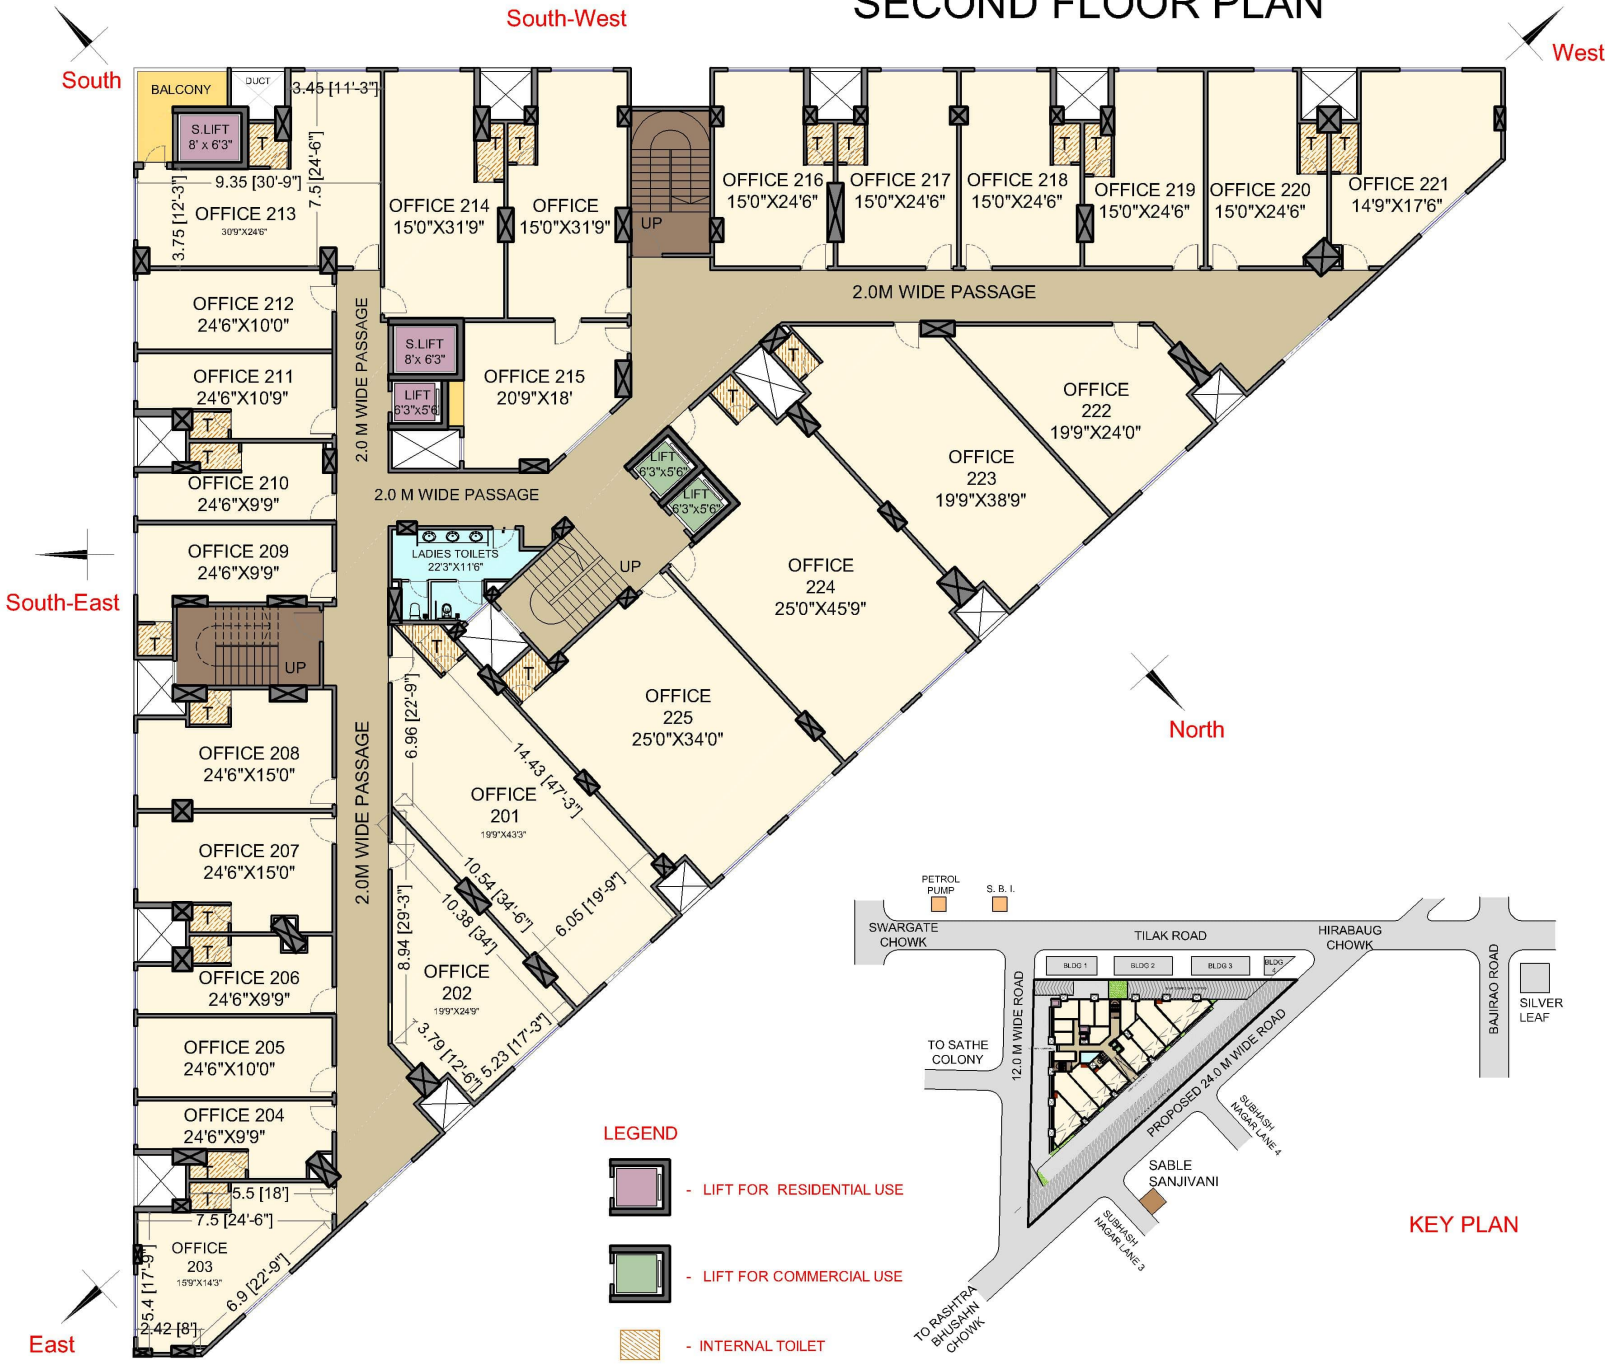 SECOND FLOOR PLAN
South-West
South
West
BALCONY
DUCT
3.45 [11'-3"]
S.LIFT
8' x 6'3"
T
7.5 [24'-6"]
9.35 [30'-9"]
3.75 [12'-3"]
OFFICE 213
30'9"X24'6"
OFFICE 214
15'0"X31'9"
T
T
OFFICE
15'0"X31'9"
UP
OFFICE 216
15'0"X24'6"
T
T
OFFICE 217
15'0"X24'6"
OFFICE 218
15'0"X24'6"
T
T
OFFICE 219
15'0"X24'6"
OFFICE 220
15'0"X24'6"
T
T
OFFICE 221
14'9"X17'6"
2.0M WIDE PASSAGE
OFFICE 212
24'6"X10'0"
2.0 M WIDE PASSAGE
S.LIFT
8'x 6'3"
LIFT
6'3"x5'6"
OFFICE 215
20'9"X18'
OFFICE 211
24'6"X10'9"
T
T
OFFICE 210
24'6"X9'9"
2.0 M WIDE PASSAGE
T
T
LIFT
6'3"x5'6"
LIFT
6'3"x5'6"
OFFICE
222
19'9"X24'0"
OFFICE
223
19'9"X38'9"
OFFICE
224
25'0"X45'9"
OFFICE 209
24'6"X9'9"
LADIES TOILETS
22'3"X11'6"
UP
South-East
T
UP
T
T
T
OFFICE
225
25'0"X34'0"
North
OFFICE 208
24'6"X15'0"
2.0M WIDE PASSAGE
6.96 [22'-9"]
14.43 [47'-3"]
OFFICE
201
19'9"X43'3"
10.54 [34'-6"]
10.38 [34']
6.05 [19'-9"]
OFFICE 207
24'6"X15'0"
T
T
OFFICE 206
24'6"X9'9"
8.94 [29'-3"]
OFFICE
202
19'9"X24'9"
3.79 [12'-6"]
5.23 [17'-3"]
OFFICE 205
24'6"X10'0"
OFFICE 204
24'6"X9'9"
T
T
5.5 [18']
7.5 [24'-6"]
OFFICE
203
15'9"X14'3"
5.4 [17'-9"]
6.9 [22'-9"]
2.42 [8']
East
LEGEND
- LIFT FOR RESIDENTIAL USE
- LIFT FOR COMMERCIAL USE
- INTERNAL TOILET
PETROL
PUMP
S. B. I.
SWARGATE
CHOWK
TILAK ROAD
HIRABAUG
CHOWK
BLDG 1
BLDG 2
BLDG 3
BLDG
4
12.0 M WIDE ROAD
BAJIRAO ROAD
SILVER
LEAF
TO SATHE
COLONY
PROPOSED 24.0 M WIDE ROAD
SUBHASH
NAGAR LANE 4
SABLE
SANJIVANI
SUBHASH
NAGAR LANE 3
TO RASHTRA
BHUSAHN
CHOWK
KEY PLAN